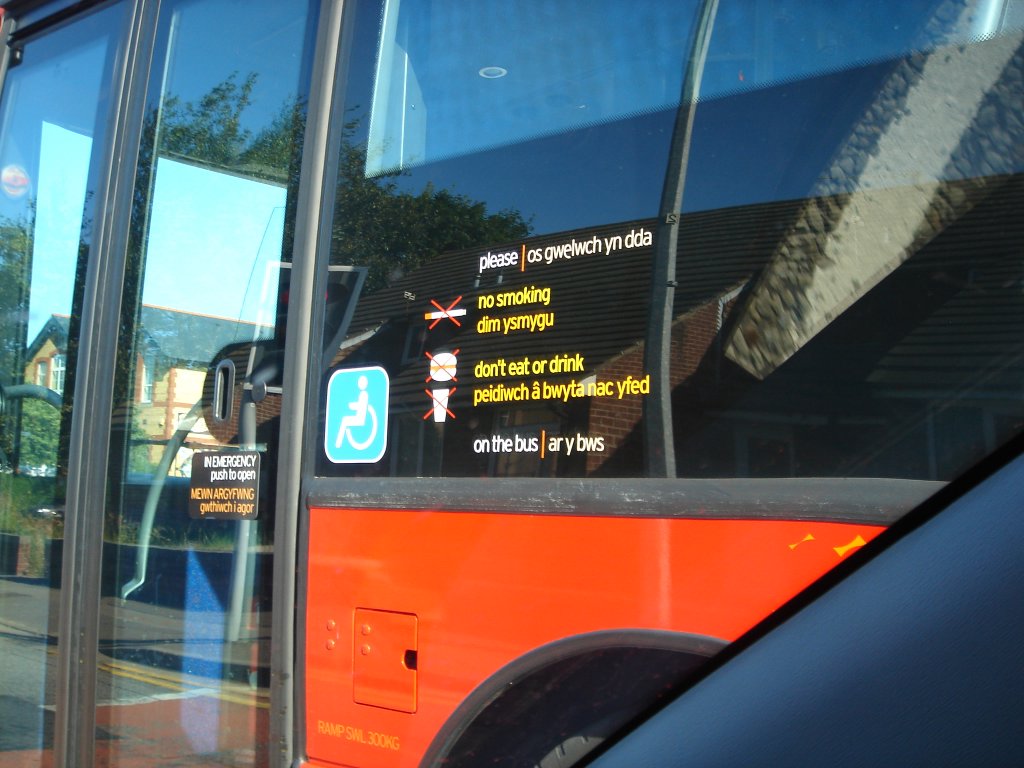 please | os gwelwch yn dda
no smoking
dim ysmygu
don't eat or drink
peidiwch â bwyta nac yfed
on the bus | ar y bws
IN EMERGENCY
push to open
MEWN ARGYFWNG
gwthiwch i agor
RAMP SWL 300KG